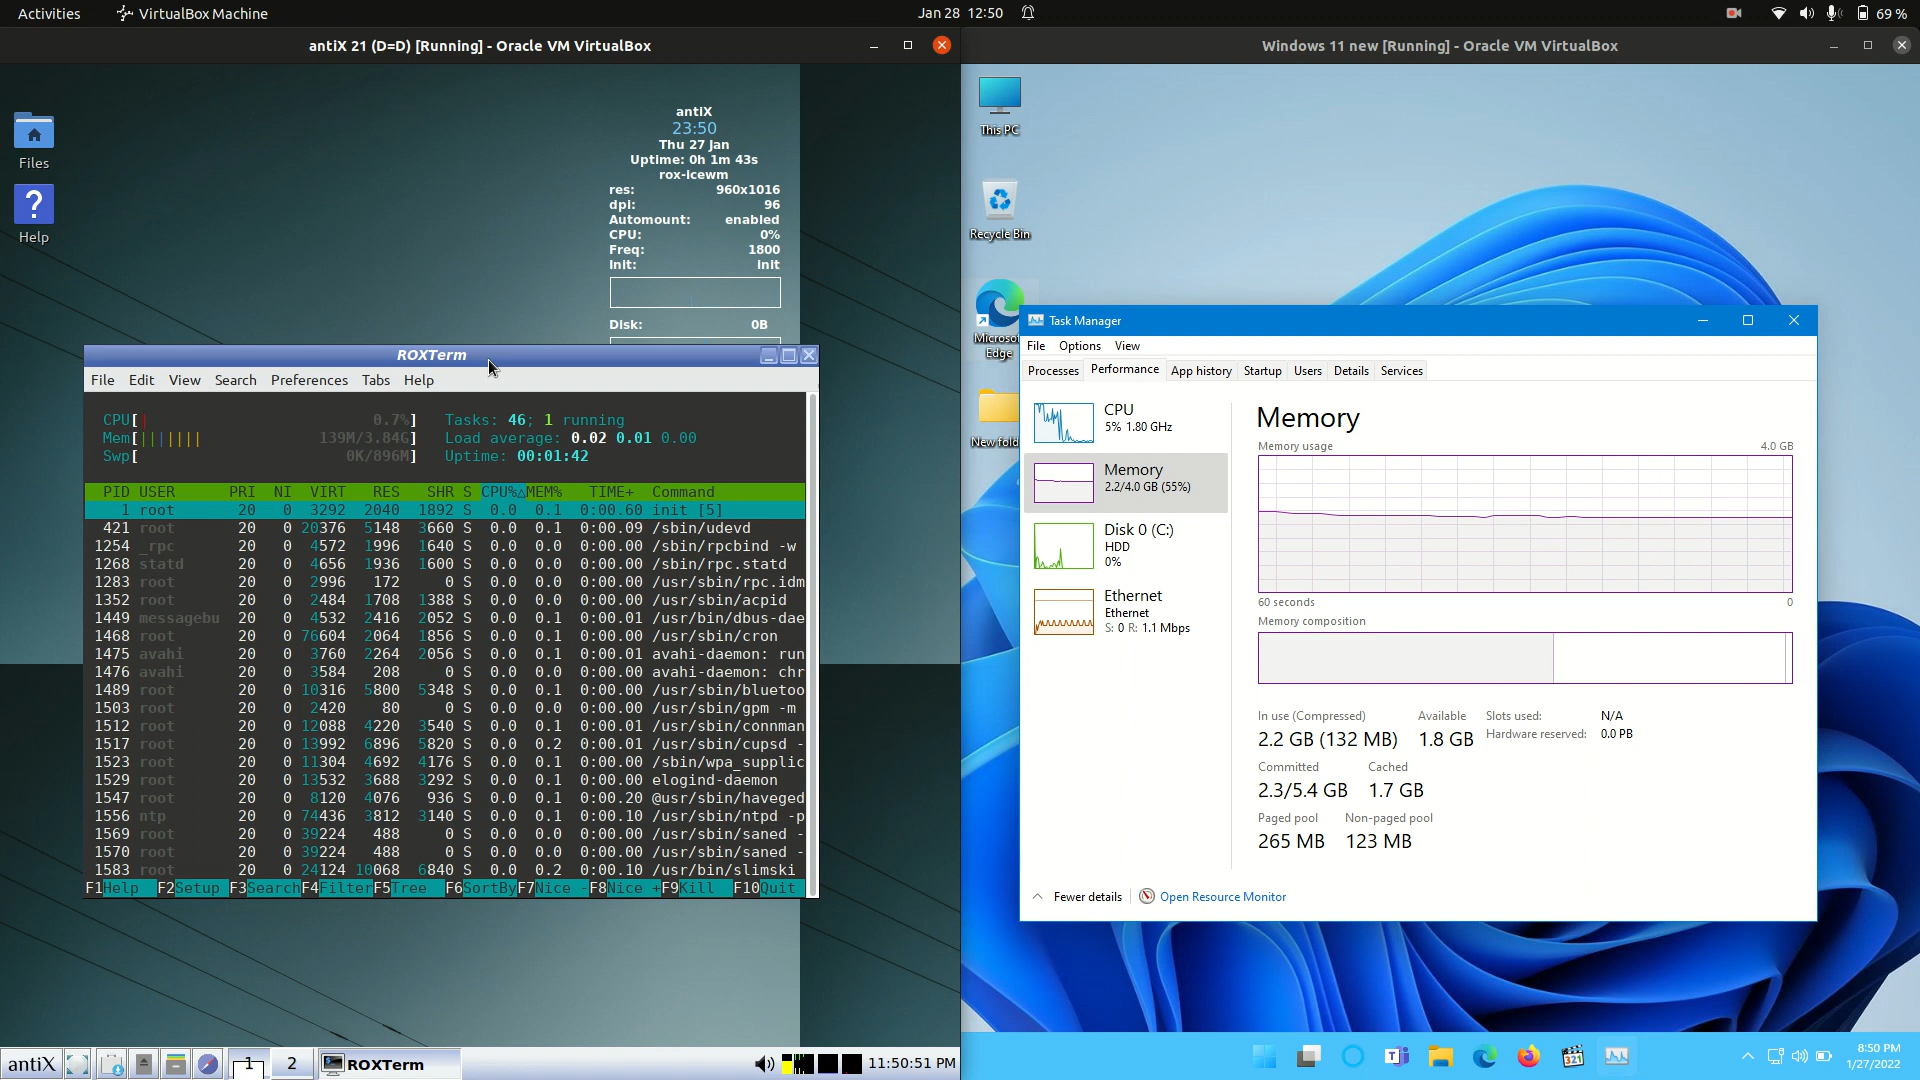 Activities
VirtualBox Machine
Jan 28 12:50
69 %
antiX 21 (D=D) [Running] - Oracle VM VirtualBox
Files
Help
antiX
23:50
Thu 27 Jan
Uptime: 0h 1m 43s
rox-icewm
res: 960x1016
dpi: 96
Automount: enabled
CPU: 0%
Freq: 1800
Init: init
Disk: 0B
ROXTerm
File Edit View Search Preferences Tabs Help
CPU[| 0.7%] Tasks: 46; 1 running
Mem[||||||| 139M/3.84G] Load average: 0.02 0.01 0.00
Swp[ 0K/896M] Uptime: 00:01:42
PID USER PRI NI VIRT RES SHR S CPU%△MEM% TIME+ Command
1 root 20 0 3292 2040 1892 S 0.0 0.1 0:00.60 init [5]
421 root 20 0 20376 5148 3660 S 0.0 0.1 0:00.09 /sbin/udevd
1254 _rpc 20 0 4572 1996 1640 S 0.0 0.0 0:00.00 /sbin/rpcbind -w
1268 statd 20 0 4656 1936 1600 S 0.0 0.0 0:00.00 /sbin/rpc.statd
1283 root 20 0 2996 172 0 S 0.0 0.0 0:00.00 /usr/sbin/rpc.idm
1352 root 20 0 2484 1708 1388 S 0.0 0.0 0:00.00 /usr/sbin/acpid
1449 messagebu 20 0 4532 2416 2052 S 0.0 0.1 0:00.01 /usr/bin/dbus-dae
1468 root 20 0 76604 2064 1856 S 0.0 0.1 0:00.00 /usr/sbin/cron
1475 avahi 20 0 3760 2264 2056 S 0.0 0.1 0:00.01 avahi-daemon: run
1476 avahi 20 0 3584 208 0 S 0.0 0.0 0:00.00 avahi-daemon: chr
1489 root 20 0 10316 5800 5348 S 0.0 0.1 0:00.00 /usr/sbin/bluetoo
1503 root 20 0 2420 80 0 S 0.0 0.0 0:00.00 /usr/sbin/gpm -m
1512 root 20 0 12088 4220 3540 S 0.0 0.1 0:00.01 /usr/sbin/connman
1517 root 20 0 13992 6896 5820 S 0.0 0.2 0:00.01 /usr/sbin/cupsd -
1523 root 20 0 11304 4692 4176 S 0.0 0.1 0:00.00 /sbin/wpa_supplic
1529 root 20 0 13532 3688 3292 S 0.0 0.1 0:00.00 elogind-daemon
1547 root 20 0 8120 4076 936 S 0.0 0.1 0:00.20 @usr/sbin/haveged
1556 ntp 20 0 74436 3812 3140 S 0.0 0.1 0:00.10 /usr/sbin/ntpd -p
1569 root 20 0 39224 488 0 S 0.0 0.0 0:00.00 /usr/sbin/saned -
1570 root 20 0 39224 488 0 S 0.0 0.0 0:00.00 /usr/sbin/saned -
1583 root 20 0 24124 10068 6840 S 0.0 0.2 0:00.10 /usr/bin/slimski
F1Help F2Setup F3SearchF4FilterF5Tree F6SortByF7Nice -F8Nice +F9Kill F10Quit
antiX
1
2
ROXTerm
11:50:51 PM
Windows 11 new [Running] - Oracle VM VirtualBox
This PC
Recycle Bin
Microsof
Edge
New fold
Task Manager
File Options View
Processes Performance App history Startup Users Details Services
CPU
5% 1.80 GHz
Memory
2.2/4.0 GB (55%)
Disk 0 (C:)
HDD
0%
Ethernet
Ethernet
S: 0 R: 1.1 Mbps
Memory
Memory usage 4.0 GB
60 seconds 0
Memory composition
In use (Compressed) Available Slots used: N/A
2.2 GB (132 MB) 1.8 GB Hardware reserved: 0.0 PB
Committed Cached
2.3/5.4 GB 1.7 GB
Paged pool Non-paged pool
265 MB 123 MB
Fewer details
Open Resource Monitor
321
8:50 PM
1/27/2022